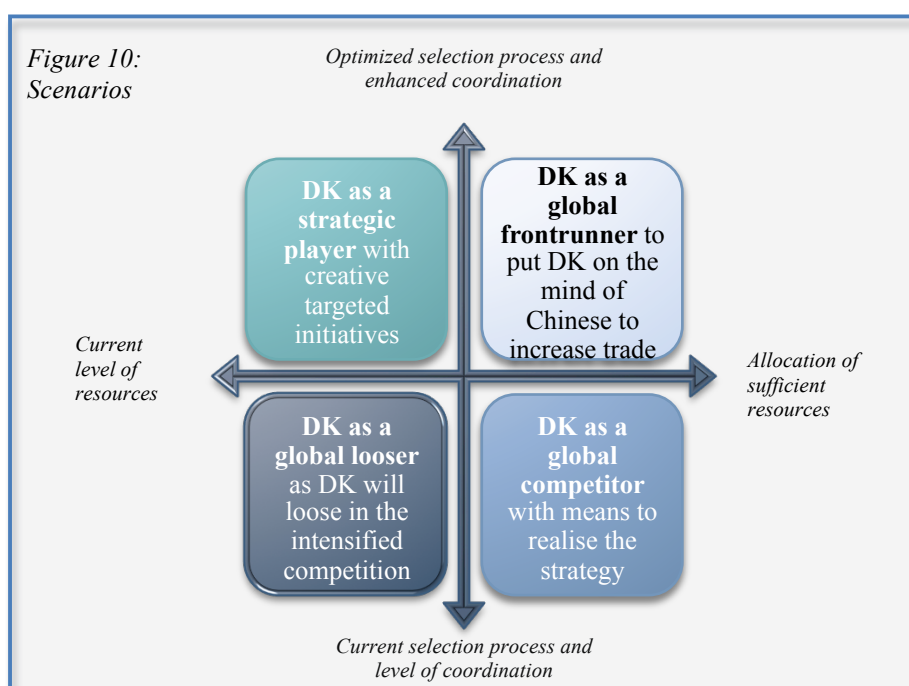 Figure 10:
Scenarios
Optimized selection process and
enhanced coordination
DK as a
strategic
player with
creative
targeted
initiatives
DK as a
global
frontrunner to
put DK on the
mind of
Chinese to
increase trade
Current
level of
resources
Allocation of
sufficient
resources
DK as a
global looser
as DK will
loose in the
intensified
competition
DK as a
global
competitor
with means to
realise the
strategy
Current selection process and
level of coordination